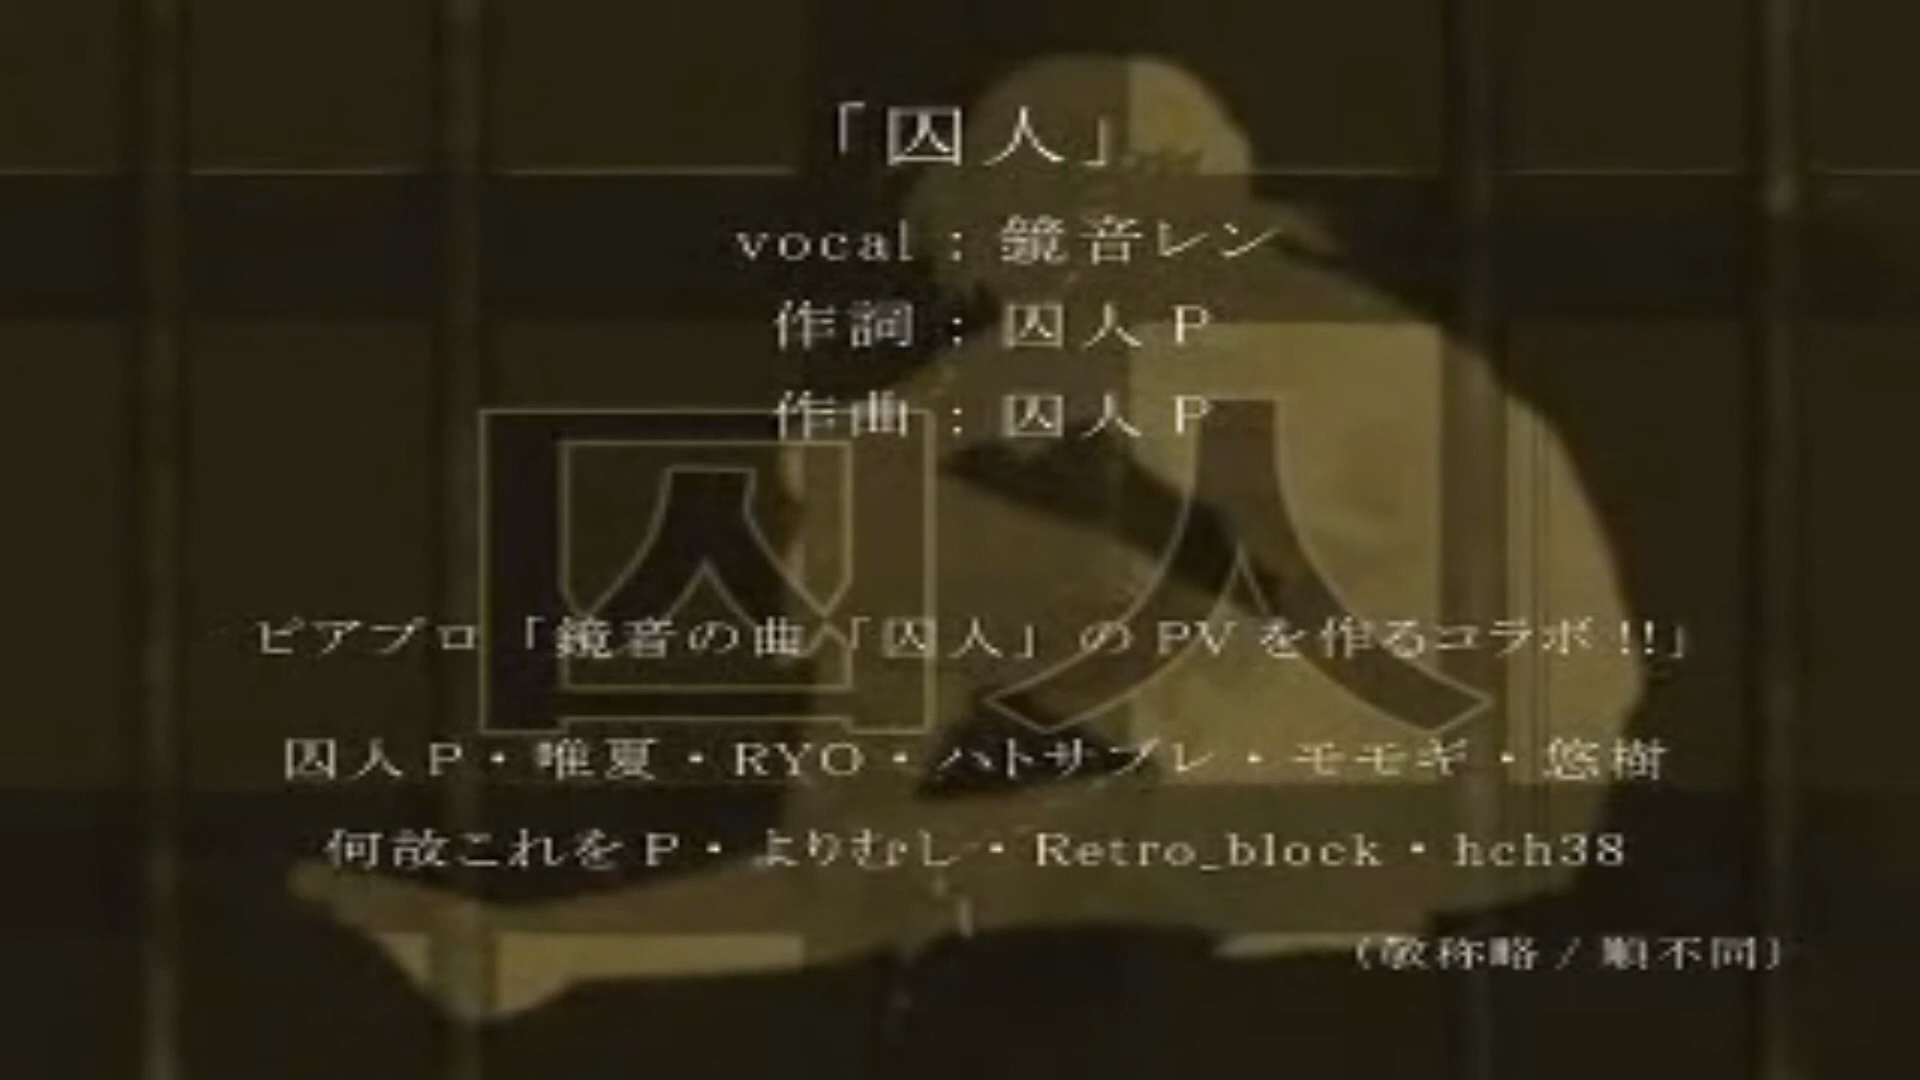 「囚人」
vocal : 鏡音レン
作詞 : 囚人P
作曲 : 囚人P
囚人
ピアプロ「鏡音の曲「囚人」のPVを作るコラボ!!」
囚人P・唯夏・RYO・ハトサブレ・モモギ・悠樹
何故これをP・よりむし・Retro_block・hch38
(敬称略 / 順不同)